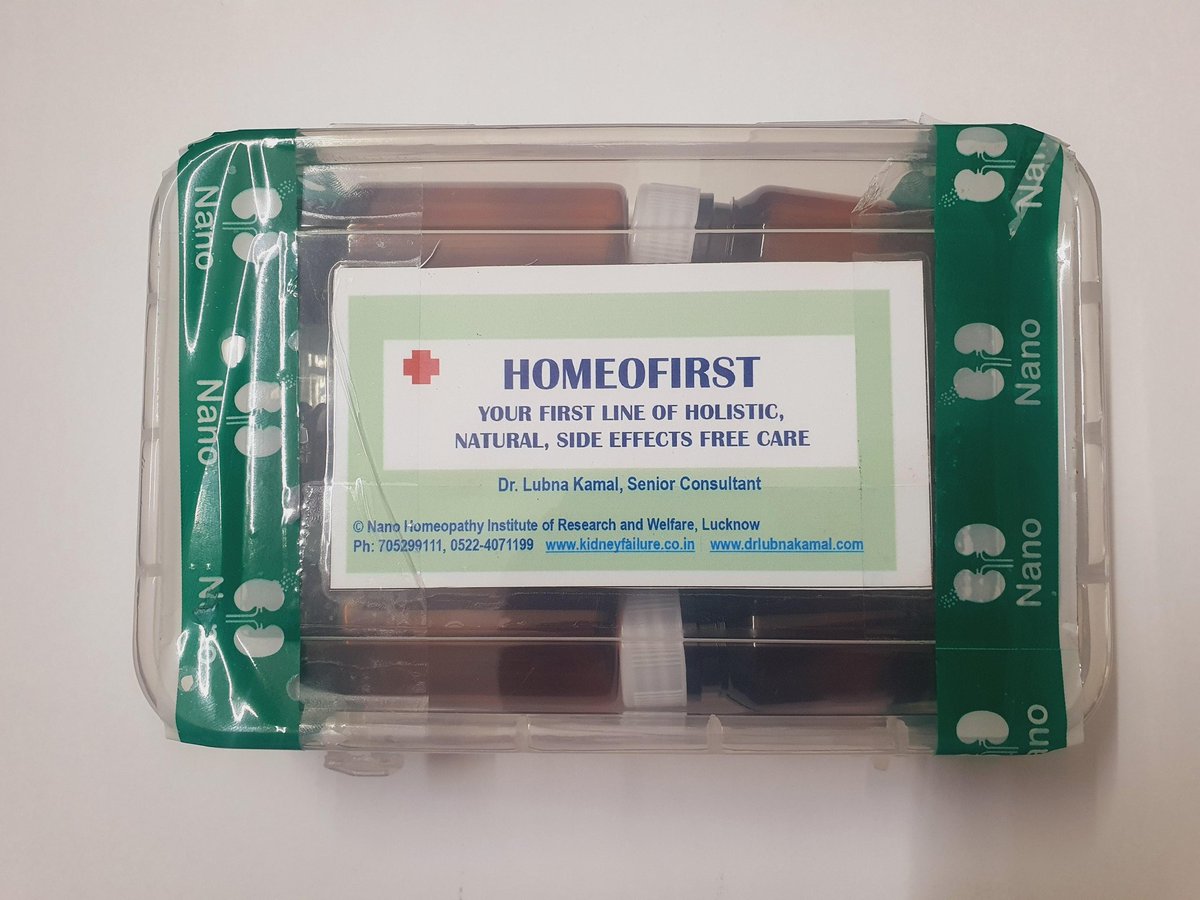 HOMEOFIRST
YOUR FIRST LINE OF HOLISTIC,
NATURAL, SIDE EFFECTS FREE CARE
Dr. Lubna Kamal, Senior Consultant
© Nano Homeopathy Institute of Research and Welfare, Lucknow
Ph: 705299111, 0522-4071199 www.kidneyfailure.co.in www.drlubnakamal.com
Nano
Nano
Nano
Nano